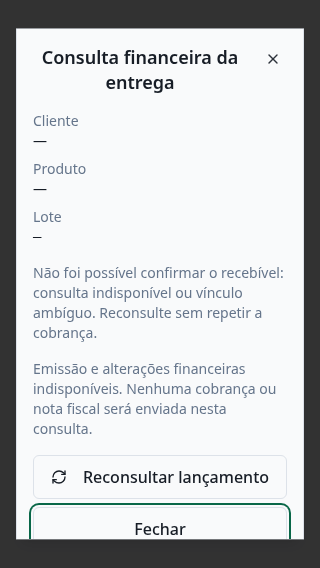 Consulta financeira da
entrega
Cliente
—
Produto
—
Lote
–
Não foi possível confirmar o recebível:
consulta indisponível ou vínculo
ambíguo. Reconsulte sem repetir a
cobrança.
Emissão e alterações financeiras
indisponíveis. Nenhuma cobrança ou
nota fiscal será enviada nesta
consulta.
Reconsultar lançamento
Fechar